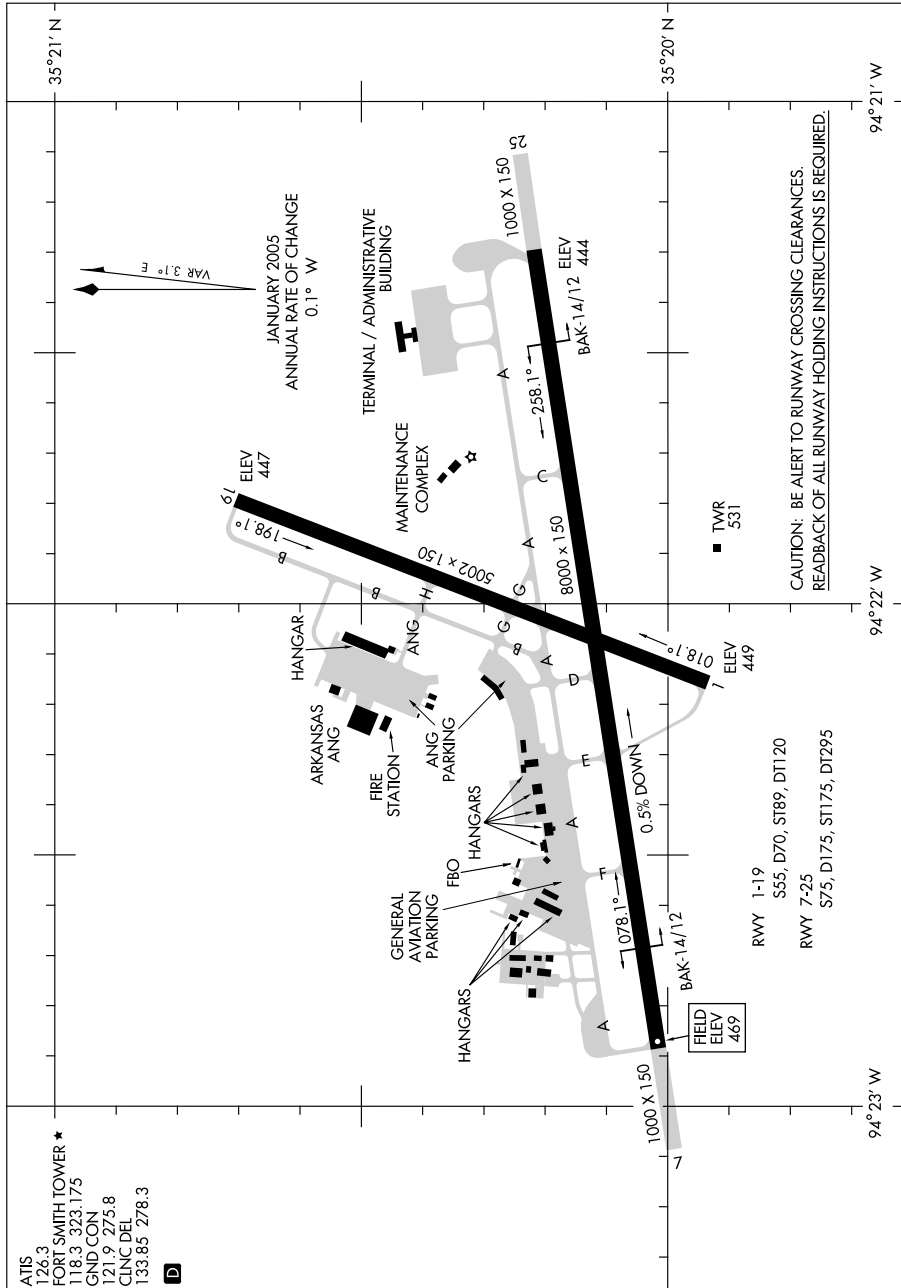 ATIS
126.3
FORT SMITH TOWER ★
118.3 323.175
GND CON
121.9 275.8
CLNC DEL
133.85 278.3
D
35°21' N
35°20' N
94°21' W
94°22' W
94°23' W
VAR 3.1° E
JANUARY 2005
ANNUAL RATE OF CHANGE
0.1° W
TERMINAL / ADMINISTRATIVE
BUILDING
MAINTENANCE
COMPLEX
ELEV
447
19
198.1°
5002 x 150
B
B
B
H
G
G
HANGAR
ANG
ARKANSAS
ANG
FIRE
STATION
ANG
PARKING
HANGARS
FBO
GENERAL
AVIATION
PARKING
HANGARS
A
A
A
A
A
C
D
E
F
25
1000 X 150
ELEV
444
BAK-14/12
258.1°
8000 x 150
0.5% DOWN
078.1°
BAK-14/12
FIELD
ELEV
469
1000 X 150
7
018.1°
1
ELEV
449
TWR
531
RWY 1-19
S55, D70, ST89, DT120
RWY 7-25
S75, D175, ST175, DT295
CAUTION: BE ALERT TO RUNWAY CROSSING CLEARANCES.
READBACK OF ALL RUNWAY HOLDING INSTRUCTIONS IS REQUIRED.